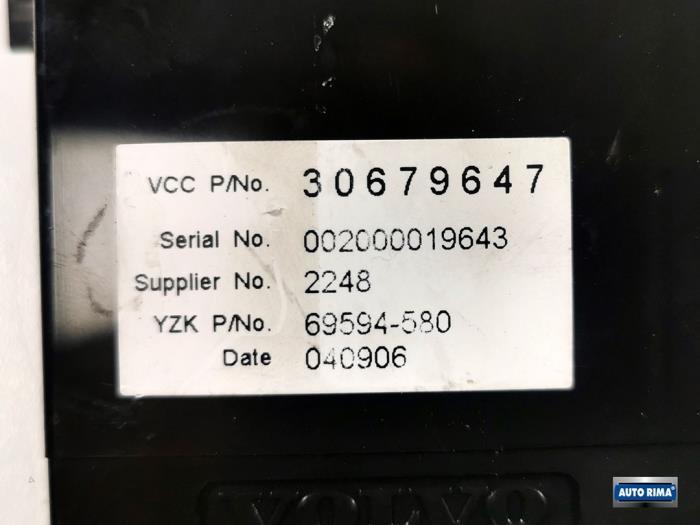 VCC P/No. 30679647
Serial No. 002000019643
Supplier No. 2248
YZK P/No. 69594-580
Date 040906
VOLVO
AUTO RIMA